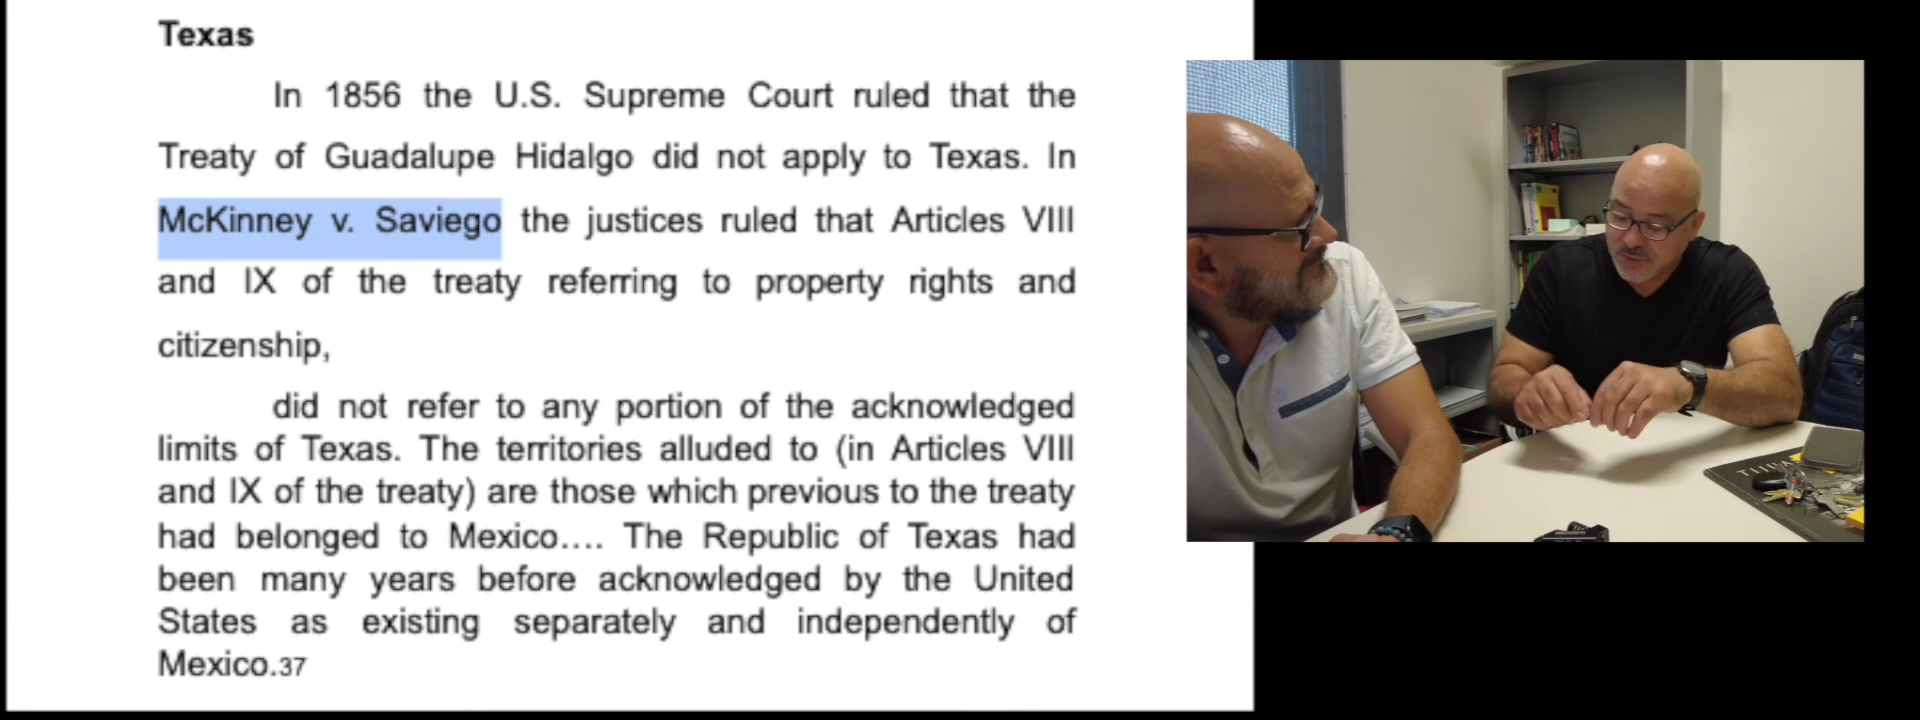 Texas
In 1856 the U.S. Supreme Court ruled that the
Treaty of Guadalupe Hidalgo did not apply to Texas. In
McKinney v. Saviego the justices ruled that Articles VIII
and IX of the treaty referring to property rights and
citizenship,
did not refer to any portion of the acknowledged
limits of Texas. The territories alluded to (in Articles VIII
and IX of the treaty) are those which previous to the treaty
had belonged to Mexico.... The Republic of Texas had
been many years before acknowledged by the United
States as existing separately and independently of
Mexico.37